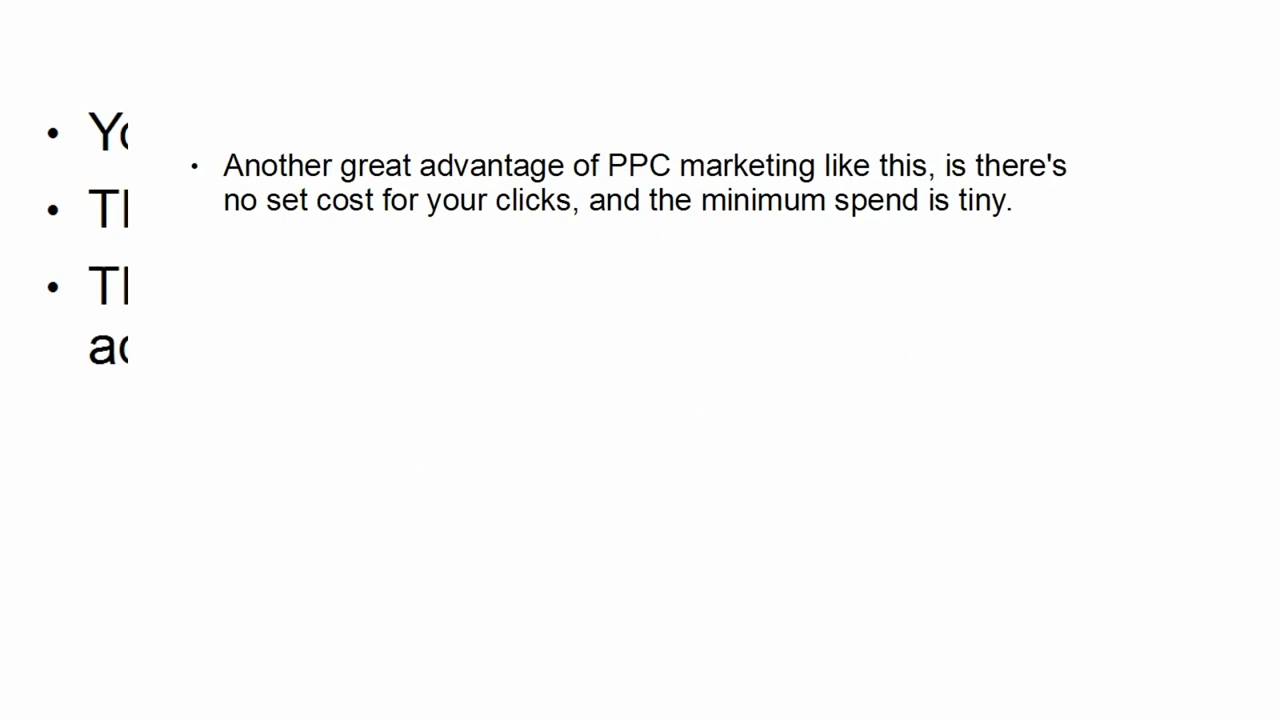 • Another great advantage of PPC marketing like this, is there's
no set cost for your clicks, and the minimum spend is tiny.